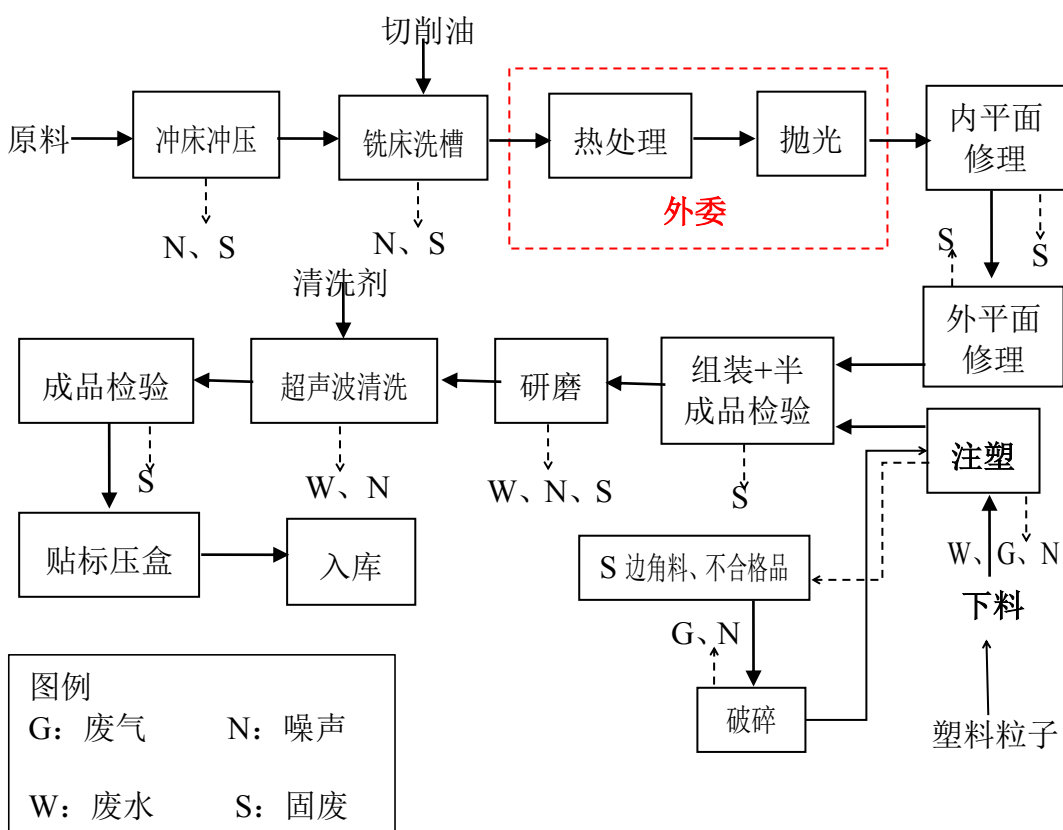 切削油
原料
冲床冲压
铣床洗槽
热处理
抛光
内平面
修理
外委
N、S
N、S
S
S
清洗剂
外平面
修理
组装+半
成品检验
研磨
超声波清洗
成品检验
注塑
S
W、N
W、N、S
S
W、G、N
贴标压盒
入库
S 边角料、不合格品
下料
G、N
破碎
塑料粒子
图例
G：废气
N：噪声
W：废水
S：固废